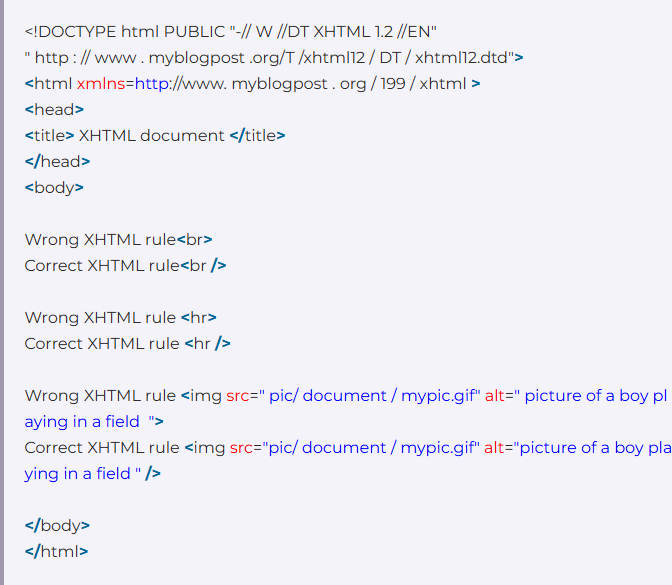 <!DOCTYPE html PUBLIC "-// W //DT XHTML 1.2 //EN"
" http : // www . myblogpost .org/T /xhtml12 / DT / xhtml12.dtd">
<html xmlns=http://www. myblogpost . org / 199 / xhtml >
<head>
<title> XHTML document </title>
</head>
<body>
Wrong XHTML rule<br>
Correct XHTML rule<br />
Wrong XHTML rule <hr>
Correct XHTML rule <hr />
Wrong XHTML rule <img src=" pic/ document / mypic.gif" alt=" picture of a boy pl
aying in a field  ">
Correct XHTML rule <img src="pic/ document / mypic.gif" alt="picture of a boy pla
ying in a field " />
</body>
</html>